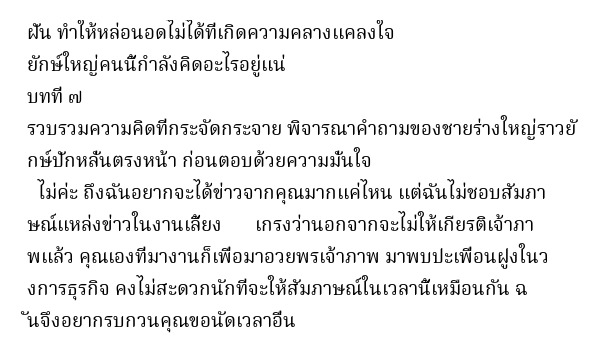 ฝัน ทำให้หล่อนอดไม่ได้ที่เกิดความคลางแคลงใจ
ยักษ์ใหญ่คนนี้กำลังคิดอะไรอยู่แน่
บทที่ ๗
รวบรวมความคิดที่กระจัดกระจาย พิจารณาคำถามของชายร่างใหญ่ราวยั
กษ์ปักหลั่นตรงหน้า ก่อนตอบด้วยความมั่นใจ
ไม่ค่ะ ถึงฉันอยากจะได้ข่าวจากคุณมากแค่ไหน แต่ฉันไม่ชอบสัมภา
ษณ์แหล่งข่าวในงานเลี้ยง เกรงว่านอกจากจะไม่ให้เกียรติเจ้าภา
พแล้ว คุณเองที่มางานก็เพื่อมาอวยพรเจ้าภาพ มาพบปะเพื่อนฝูงในว
งการธุรกิจ คงไม่สะดวกนักที่จะให้สัมภาษณ์ในเวลานี้เหมือนกัน ฉ
ันจึงอยากรบกวนคุณขอนัดเวลาอื่น